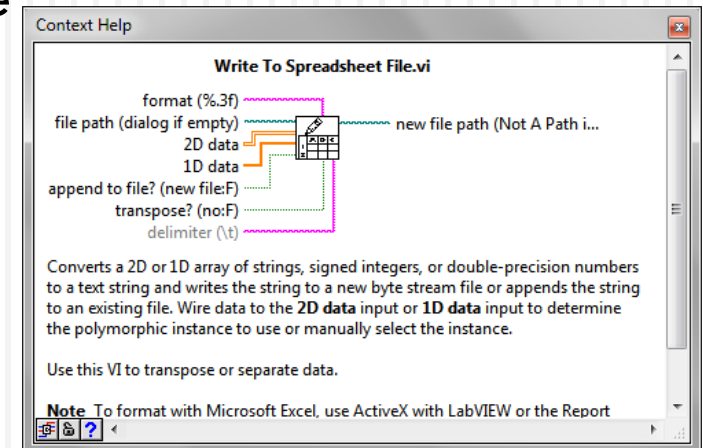 e
Context Help
Write To Spreadsheet File.vi
format (%.3f)
file path (dialog if empty)
new file path (Not A Path i...
2D data
1D data
append to file? (new file:F)
transpose? (no:F)
delimiter (\t)
Converts a 2D or 1D array of strings, signed integers, or double-precision numbers
to a text string and writes the string to a new byte stream file or appends the string
to an existing file. Wire data to the 2D data input or 1D data input to determine
the polymorphic instance to use or manually select the instance.
Use this VI to transpose or separate data.
Note To format with Microsoft Excel, use ActiveX with LabVIEW or the Report
?